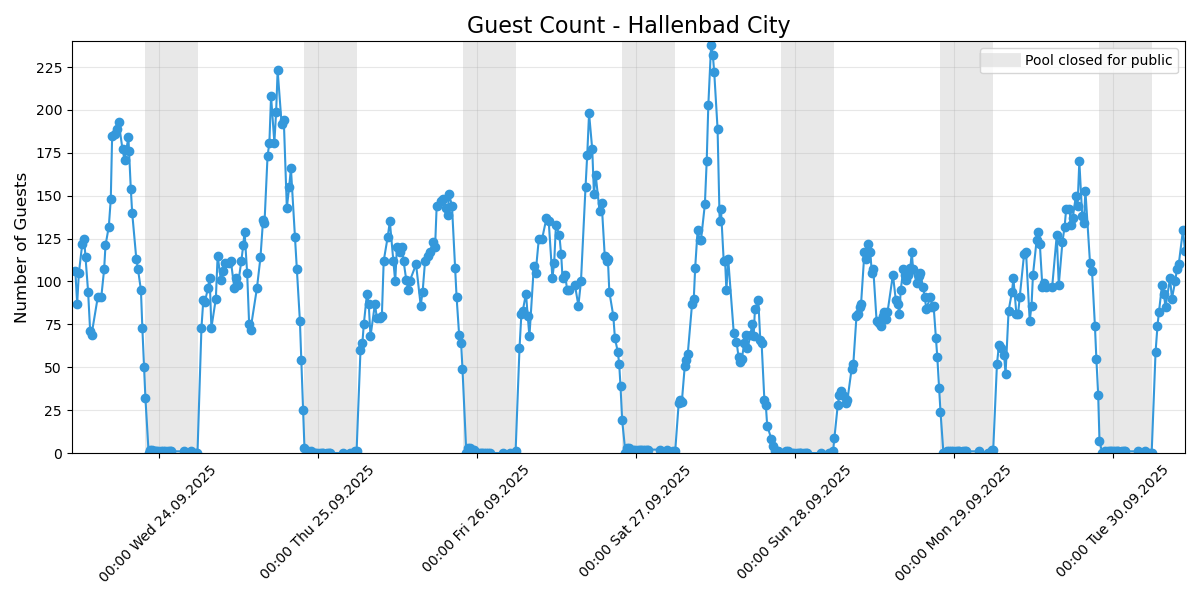 Guest Count - Hallenbad City
Pool closed for public
Number of Guests
225
200
175
150
125
100
75
50
25
0
00:00 Wed 24.09.2025
00:00 Thu 25.09.2025
00:00 Fri 26.09.2025
00:00 Sat 27.09.2025
00:00 Sun 28.09.2025
00:00 Mon 29.09.2025
00:00 Tue 30.09.2025